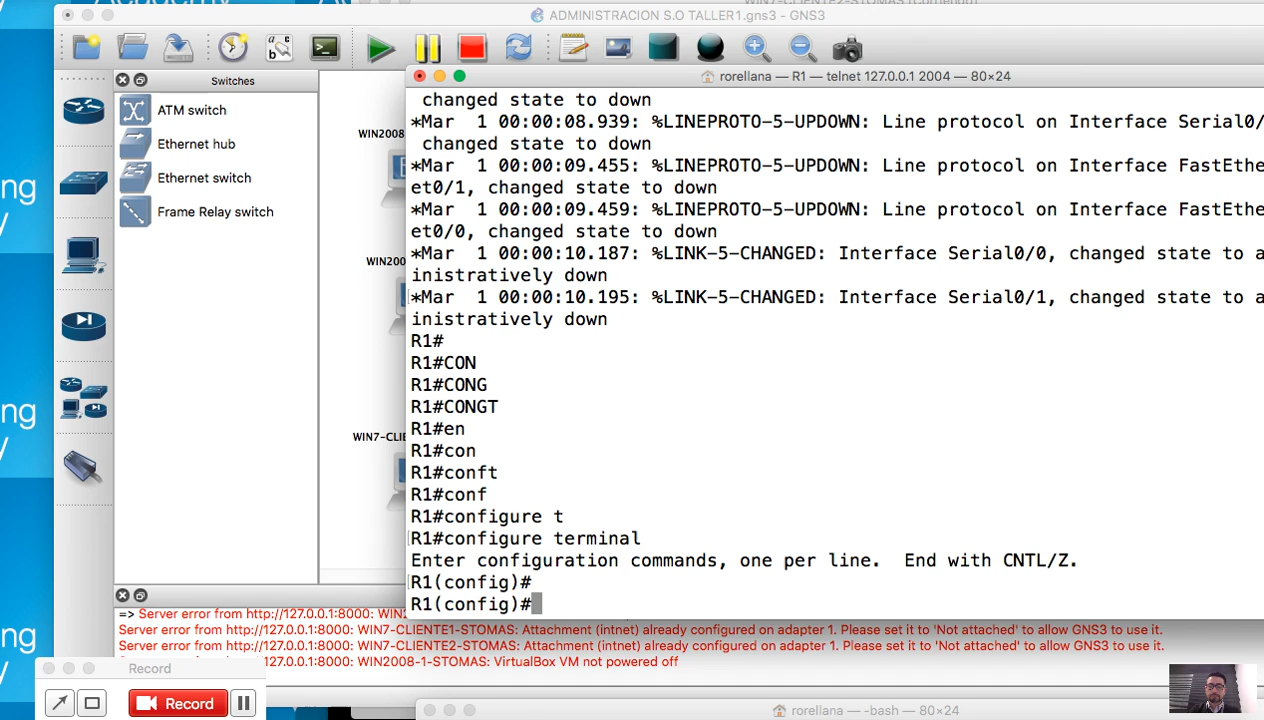 ADMINISTRACION S.O TALLER1.gns3 - GNS3
Switches
ATM switch
Ethernet hub
Ethernet switch
Frame Relay switch
WIN2008
WIN200
WIN7-CLIE
ng
ng
y
ng
y
rorellana — R1 — telnet 127.0.0.1 2004 — 80×24
changed state to down
*Mar  1 00:00:08.939: %LINEPROTO-5-UPDOWN: Line protocol on Interface Serial0/
changed state to down
*Mar  1 00:00:09.455: %LINEPROTO-5-UPDOWN: Line protocol on Interface FastEthe
et0/1, changed state to down
*Mar  1 00:00:09.459: %LINEPROTO-5-UPDOWN: Line protocol on Interface FastEthe
et0/0, changed state to down
*Mar  1 00:00:10.187: %LINK-5-CHANGED: Interface Serial0/0, changed state to a
inistratively down
*Mar  1 00:00:10.195: %LINK-5-CHANGED: Interface Serial0/1, changed state to a
inistratively down
R1#
R1#CON
R1#CONG
R1#CONGT
R1#en
R1#con
R1#conft
R1#conf
R1#configure t
R1#configure terminal
Enter configuration commands, one per line.  End with CNTL/Z.
R1(config)#
R1(config)#
=> Server error from http://127.0.0.1:8000: WIN2
Server error from http://127.0.0.1:8000: WIN7-CLIENTE1-STOMAS: Attachment (intnet) already configured on adapter 1. Please set it to 'Not attached' to allow GNS3 to use it.
Server error from http://127.0.0.1:8000: WIN7-CLIENTE2-STOMAS: Attachment (intnet) already configured on adapter 1. Please set it to 'Not attached' to allow GNS3 to use it.
Server error from http://127.0.0.1:8000: WIN2008-1-STOMAS: VirtualBox VM not powered off
Record
Record
rorellana — -bash — 80×24